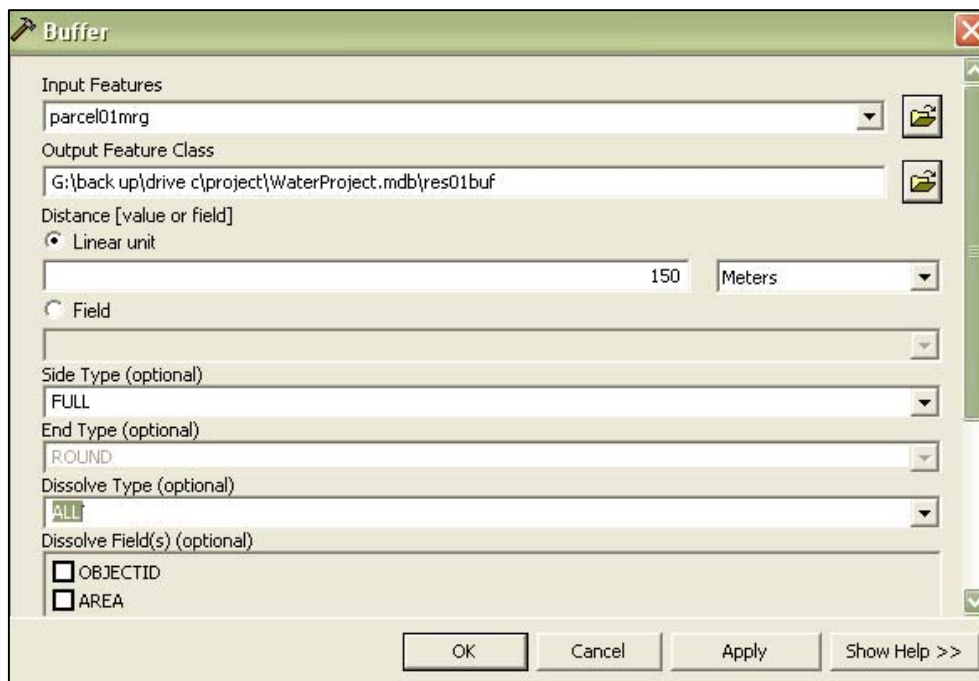 Buffer
Input Features
parcel01mrg
Output Feature Class
G:\back up\drive c\project\WaterProject.mdb\res01buf
Distance [value or field]
Linear unit
150 Meters
Field
Side Type (optional)
FULL
End Type (optional)
ROUND
Dissolve Type (optional)
ALL
Dissolve Field(s) (optional)
OBJECTID
AREA
OK Cancel Apply Show Help >>